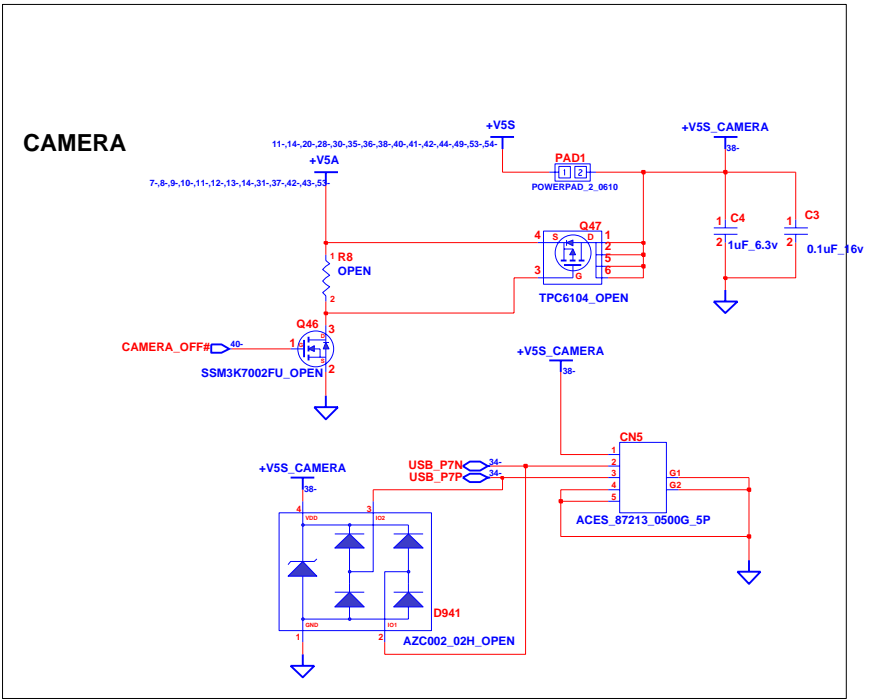 CAMERA
+V5S
11-,14-,20-,28-,30-,35-,36-,38-,40-,41-,42-,44-,49-,53-,54-
+V5A
7-,8-,9-,10-,11-,12-,13-,14-,31-,37-,42-,43-,53-
PAD1
1 2
POWERPAD_2_0610
+V5S_CAMERA
38-
1 C4
2 1uF_6.3v
1 C3
2 0.1uF_16v
Q47
4 S D 1
2
3 G 5
6
TPC6104_OPEN
1 R8
OPEN
2
Q46
3
D
CAMERA_OFF# 40- 1 G
S
2
SSM3K7002FU_OPEN
+V5S_CAMERA
38-
CN5
1
USB_P7N 34- 2
USB_P7P 34- 3 G1
4 G2
5
ACES_87213_0500G_5P
+V5S_CAMERA
38-
4 3
VDD IO2
D941
GND IO1
1 2
AZC002_02H_OPEN